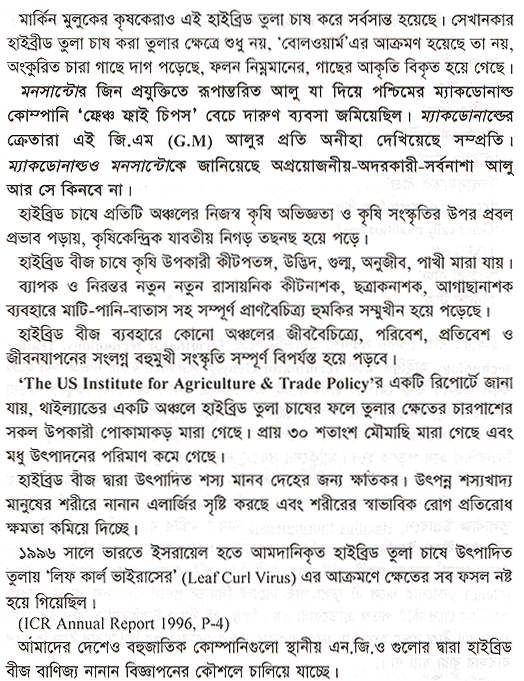 মার্কিন মুলুকের কৃষকেরাও এই হাইব্রিড তুলা চাষ করে সর্বসান্ত হয়েছে। সেখানকার
হাইব্রীড তুলা চাষ করা তুলার ক্ষেত্রে শুধু নয়, ‘বোলওয়ার্ম’এর আক্রমণ হয়েছে তা নয়,
অংকুরিত চারা গাছে দাগ পড়েছে, ফলন নিম্নমানের, গাছের আকৃতি বিকৃত হয়ে গেছে।
মনসান্টোর জিন প্রযুক্তিতে রূপান্তরিত আলু যা দিয়ে পশ্চিমের ম্যাকডোনাল্ড
কোম্পানি ‘ফ্রেঞ্চ ফ্রাই চিপস’ বেচে দারুণ ব্যবসা জমিয়েছিল। ম্যাকডোনাল্ডের
ক্রেতারা এই জি.এম (G.M) আলুর প্রতি অনীহা দেখিয়েছে সম্প্রতি।
ম্যাকডোনাল্ডও মনসান্টোকে জানিয়েছে অপ্রয়োজনীয়-অদরকারী-সর্বনাশা আলু
আর সে কিনবে না।
হাইব্রিড চাষে প্রতিটি অঞ্চলের নিজস্ব কৃষি অভিজ্ঞতা ও কৃষি সংস্কৃতির উপর প্রবল
প্রভাব পড়ায়, কৃষিকেন্দ্রিক যাবতীয় নিগড় তছনছ হয়ে পড়ে।
হাইব্রিড বীজ চাষে কৃষি উপকারী কীটপতঙ্গ, উদ্ভিদ, গুল্ম, অনুজীব, পাখী মারা যায়।
ব্যাপক ও নিরন্তর নতুন নতুন রাসায়নিক কীটনাশক, ছত্রাকনাশক, আগাছানাশক
ব্যবহারে মাটি-পানি-বাতাস সহ সম্পূর্ণ প্রাণবৈচিত্র্য হুমকির সম্মুখীন হয়ে পড়েছে।
হাইব্রিড বীজ ব্যবহারে কোনো অঞ্চলের জীববৈচিত্র্যে, পরিবেশ, প্রতিবেশ ও
জীবনযাপনের সংলগ্ন বহুমুখী সংস্কৃতি সম্পূর্ণ বিপর্যস্ত হয়ে পড়বে।
‘The US Institute for Agriculture & Trade Policy’র একটি রিপোর্টে জানা
যায়, থাইল্যান্ডের একটি অঞ্চলে হাইব্রিড তুলা চাষের ফলে তুলার ক্ষেতের চারপাশের
সকল উপকারী পোকামাকড় মারা গেছে। প্রায় ৩০ শতাংশ মৌমাছি মারা গেছে এবং
মধু উৎপাদনের পরিমাণ কমে গেছে।
হাইব্রিড বীজ দ্বারা উৎপাদিত শস্য মানব দেহের জন্য ক্ষতিকর। উৎপন্ন শস্যখাদ্য
মানুষের শরীরে নানান এলার্জির সৃষ্টি করছে এবং শরীরের স্বাভাবিক রোগ প্রতিরোধ
ক্ষমতা কমিয়ে দিচ্ছে।
১৯৯৬ সালে ভারতে ইসরায়েল হতে আমদানিকৃত হাইব্রিড তুলা চাষে উৎপাদিত
তুলায় ‘লিফ কার্ল ভাইরাসের’ (Leaf Curl Virus) এর আক্রমণে ক্ষেতের সব ফসল নষ্ট
হয়ে গিয়েছিল।
(ICR Annual Report 1996, P-4)
আমাদের দেশেও বহুজাতিক কোম্পানিগুলো স্থানীয় এন.জি.ও গুলোর দ্বারা হাইব্রিড
বীজ বাণিজ্য নানান বিজ্ঞাপনের কৌশলে চালিয়ে যাচ্ছে।